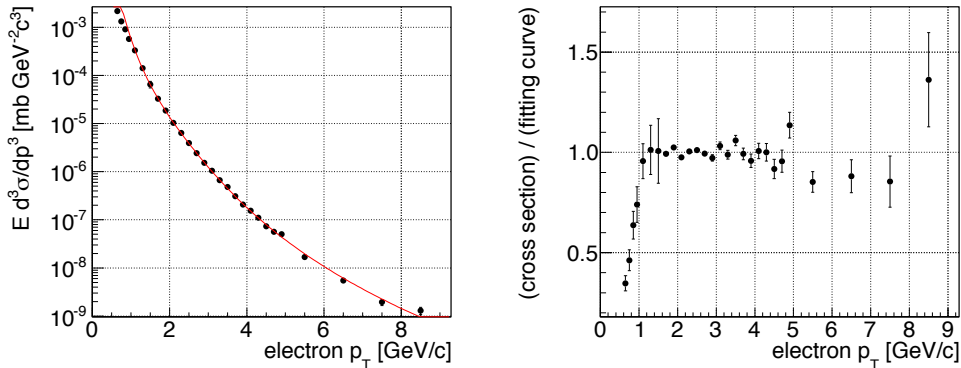 E d³σ/dp³ [mb GeV⁻²c³]
10⁻³
10⁻⁴
10⁻⁵
10⁻⁶
10⁻⁷
10⁻⁸
10⁻⁹
0 2 4 6 8
electron p_T [GeV/c]
(cross section) / (fitting curve)
1.5
1.0
0.5
0 1 2 3 4 5 6 7 8 9
electron p_T [GeV/c]